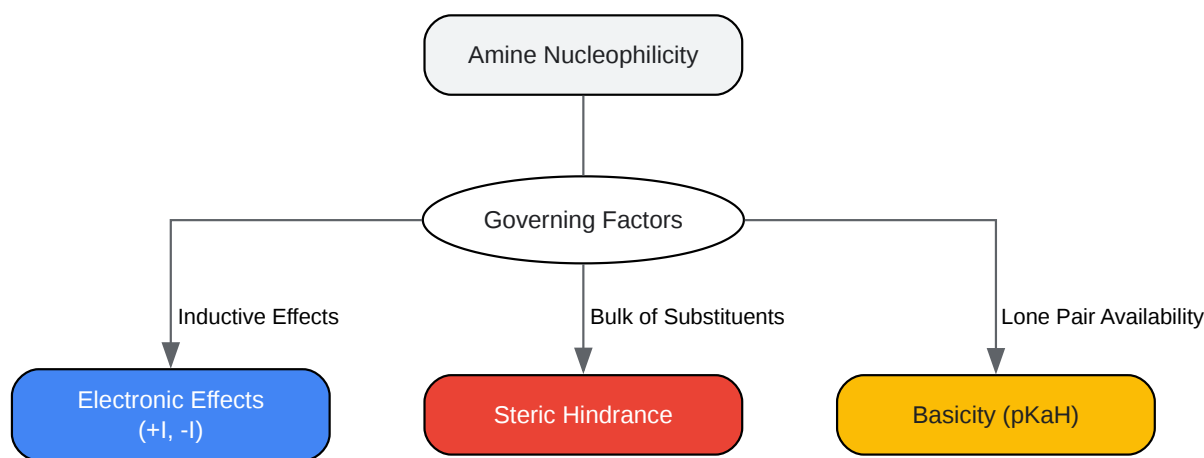 Amine Nucleophilicity
Governing Factors
Inductive Effects
Bulk of Substituents
Lone Pair Availability
Electronic Effects
(+I, -I)
Steric Hindrance
Basicity (pKaH)